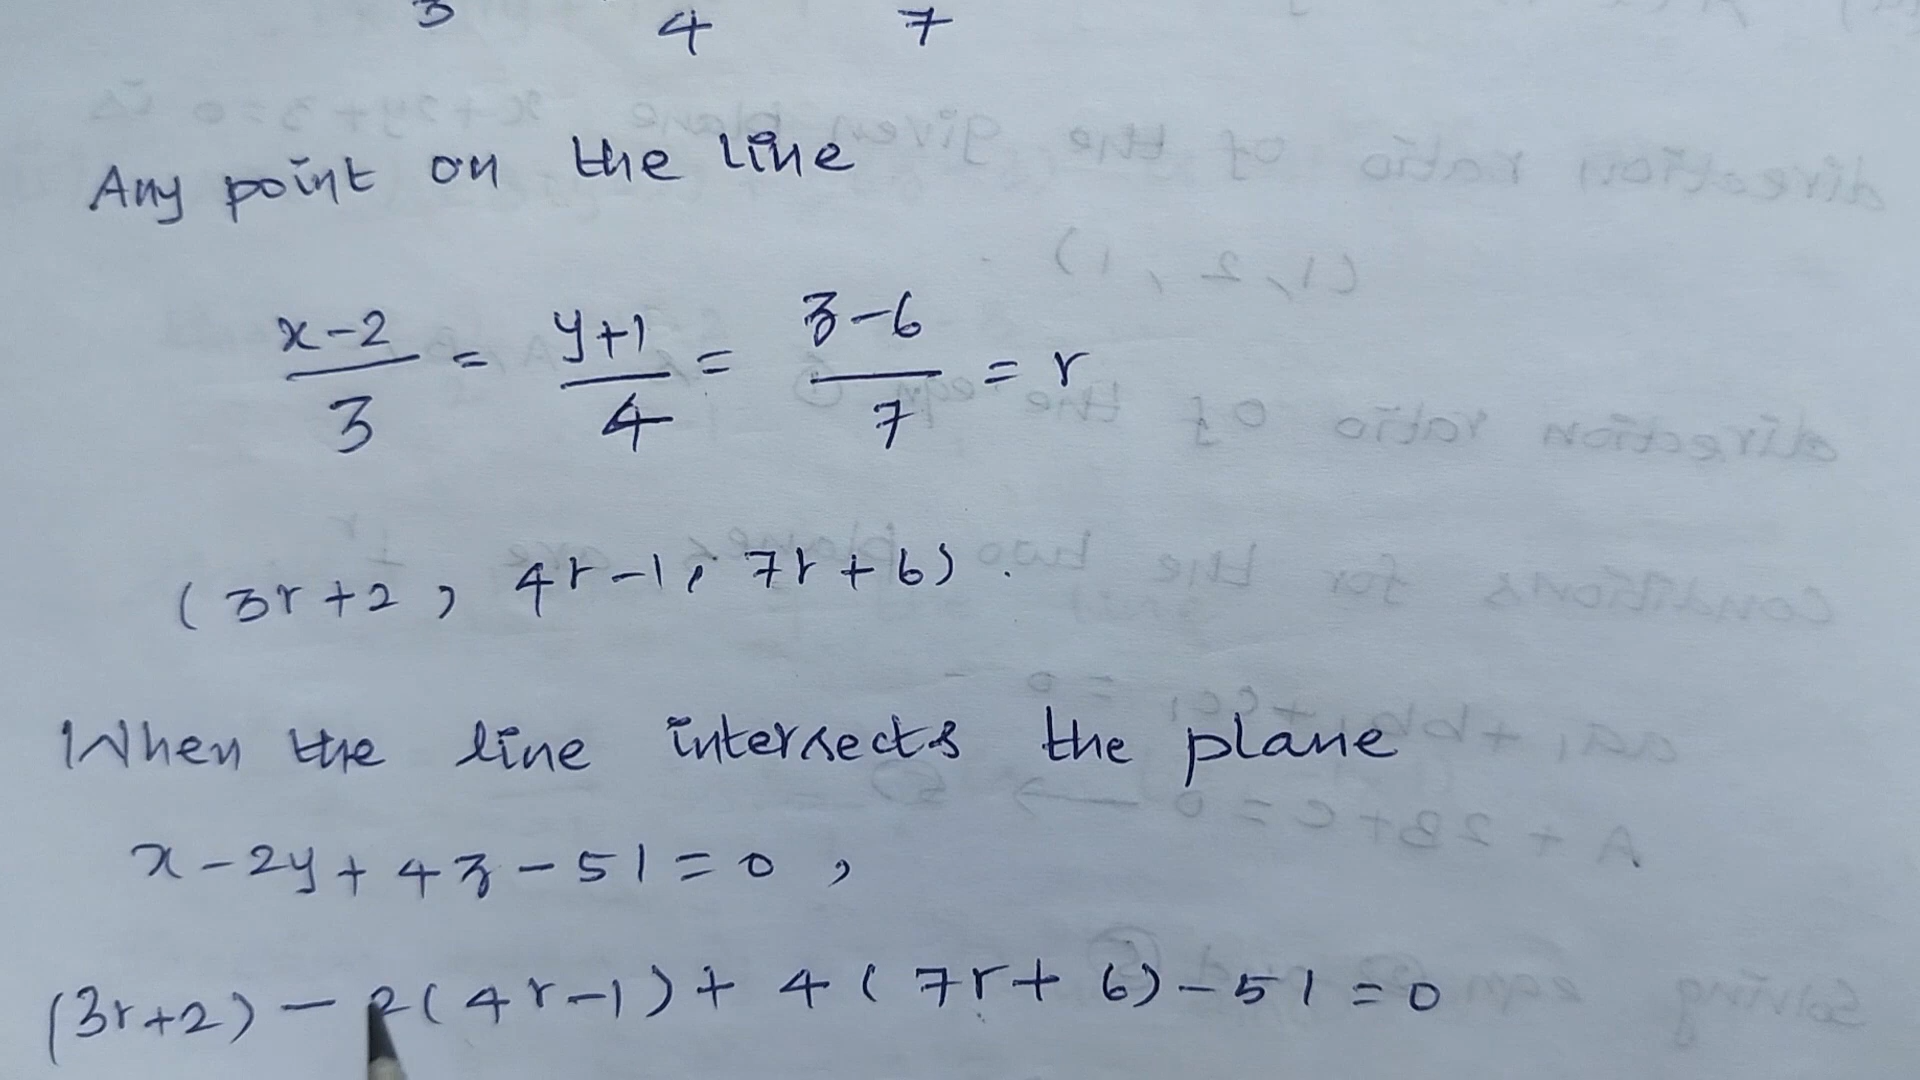 3 4 7
Any point on the line
x-2/3 = y+1/4 = z-6/7 = r
(3r+2, 4r-1, 7r+6).
When the line intersects the plane
x-2y+4z-51=0,
(3r+2)-2(4r-1)+4(7r+6)-51=0